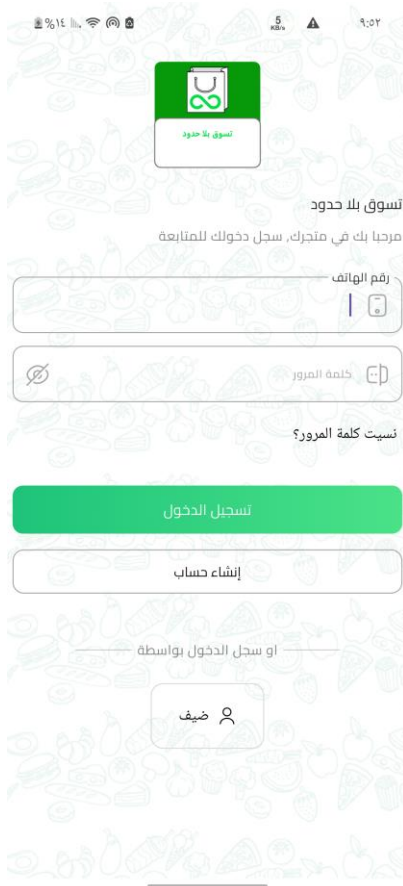 ٩:٥٢
5
KB/s
١٤%
تسوق بلا حدود
تسوق بلا حدود
مرحبا بك في متجرك, سجل دخولك للمتابعة
رقم الهاتف
كلمة المرور
نسيت كلمة المرور؟
تسجيل الدخول
إنشاء حساب
او سجل الدخول بواسطة
ضيف